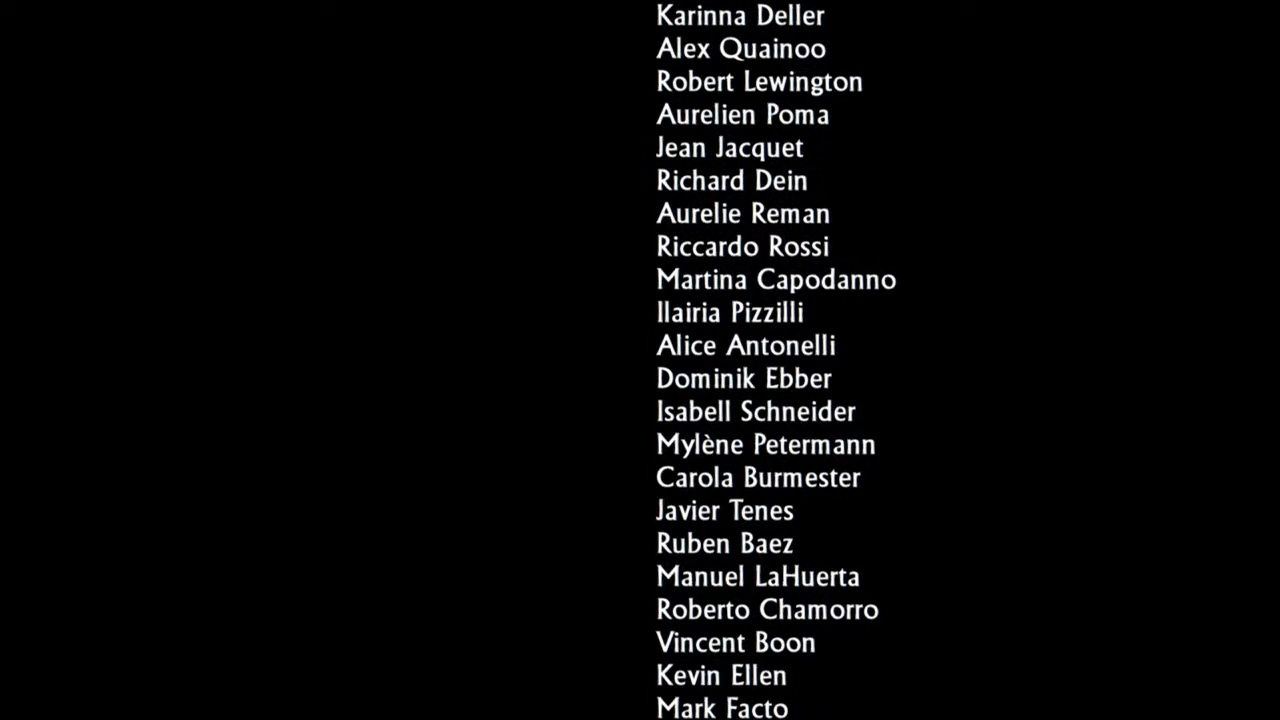 Karinna Deller
Alex Quainoo
Robert Lewington
Aurelien Poma
Jean Jacquet
Richard Dein
Aurelie Reman
Riccardo Rossi
Martina Capodanno
Ilairia Pizzilli
Alice Antonelli
Dominik Ebber
Isabell Schneider
Mylène Petermann
Carola Burmester
Javier Tenes
Ruben Baez
Manuel LaHuerta
Roberto Chamorro
Vincent Boon
Kevin Ellen
Mark Facto